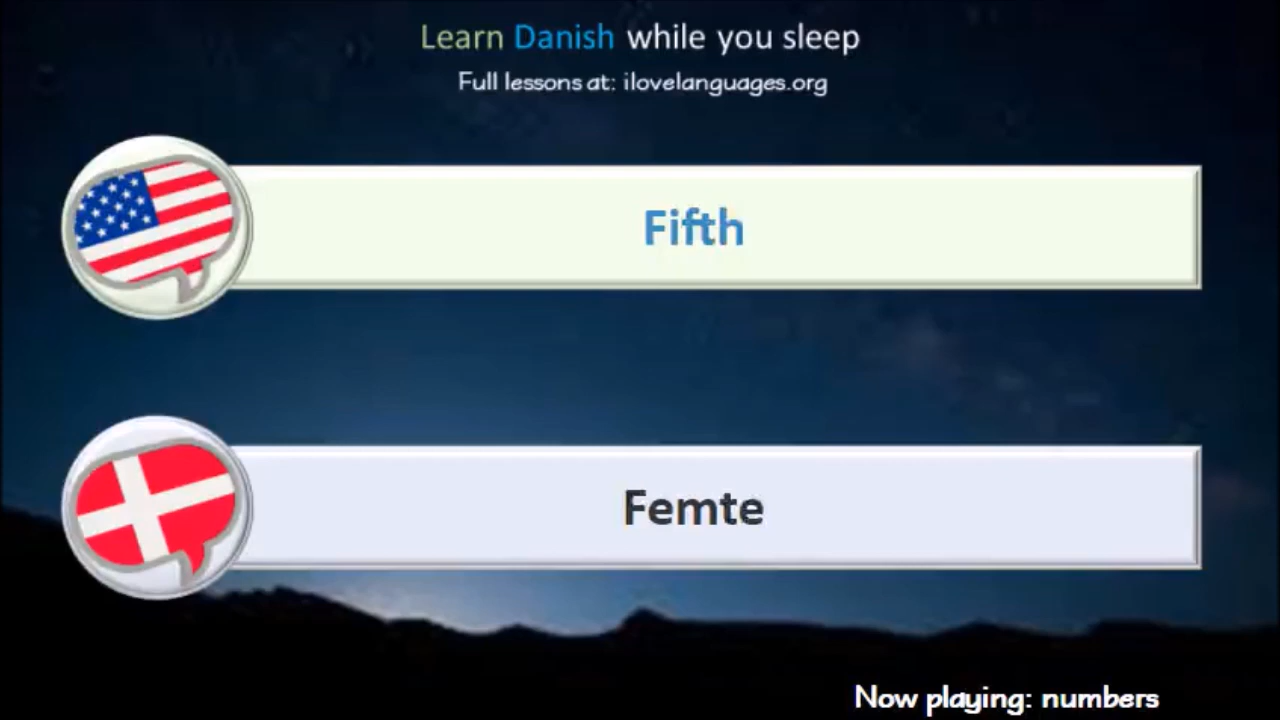 Learn Danish while you sleep
Full lessons at: ilovelanguages.org
Fifth
Femte
Now playing: numbers